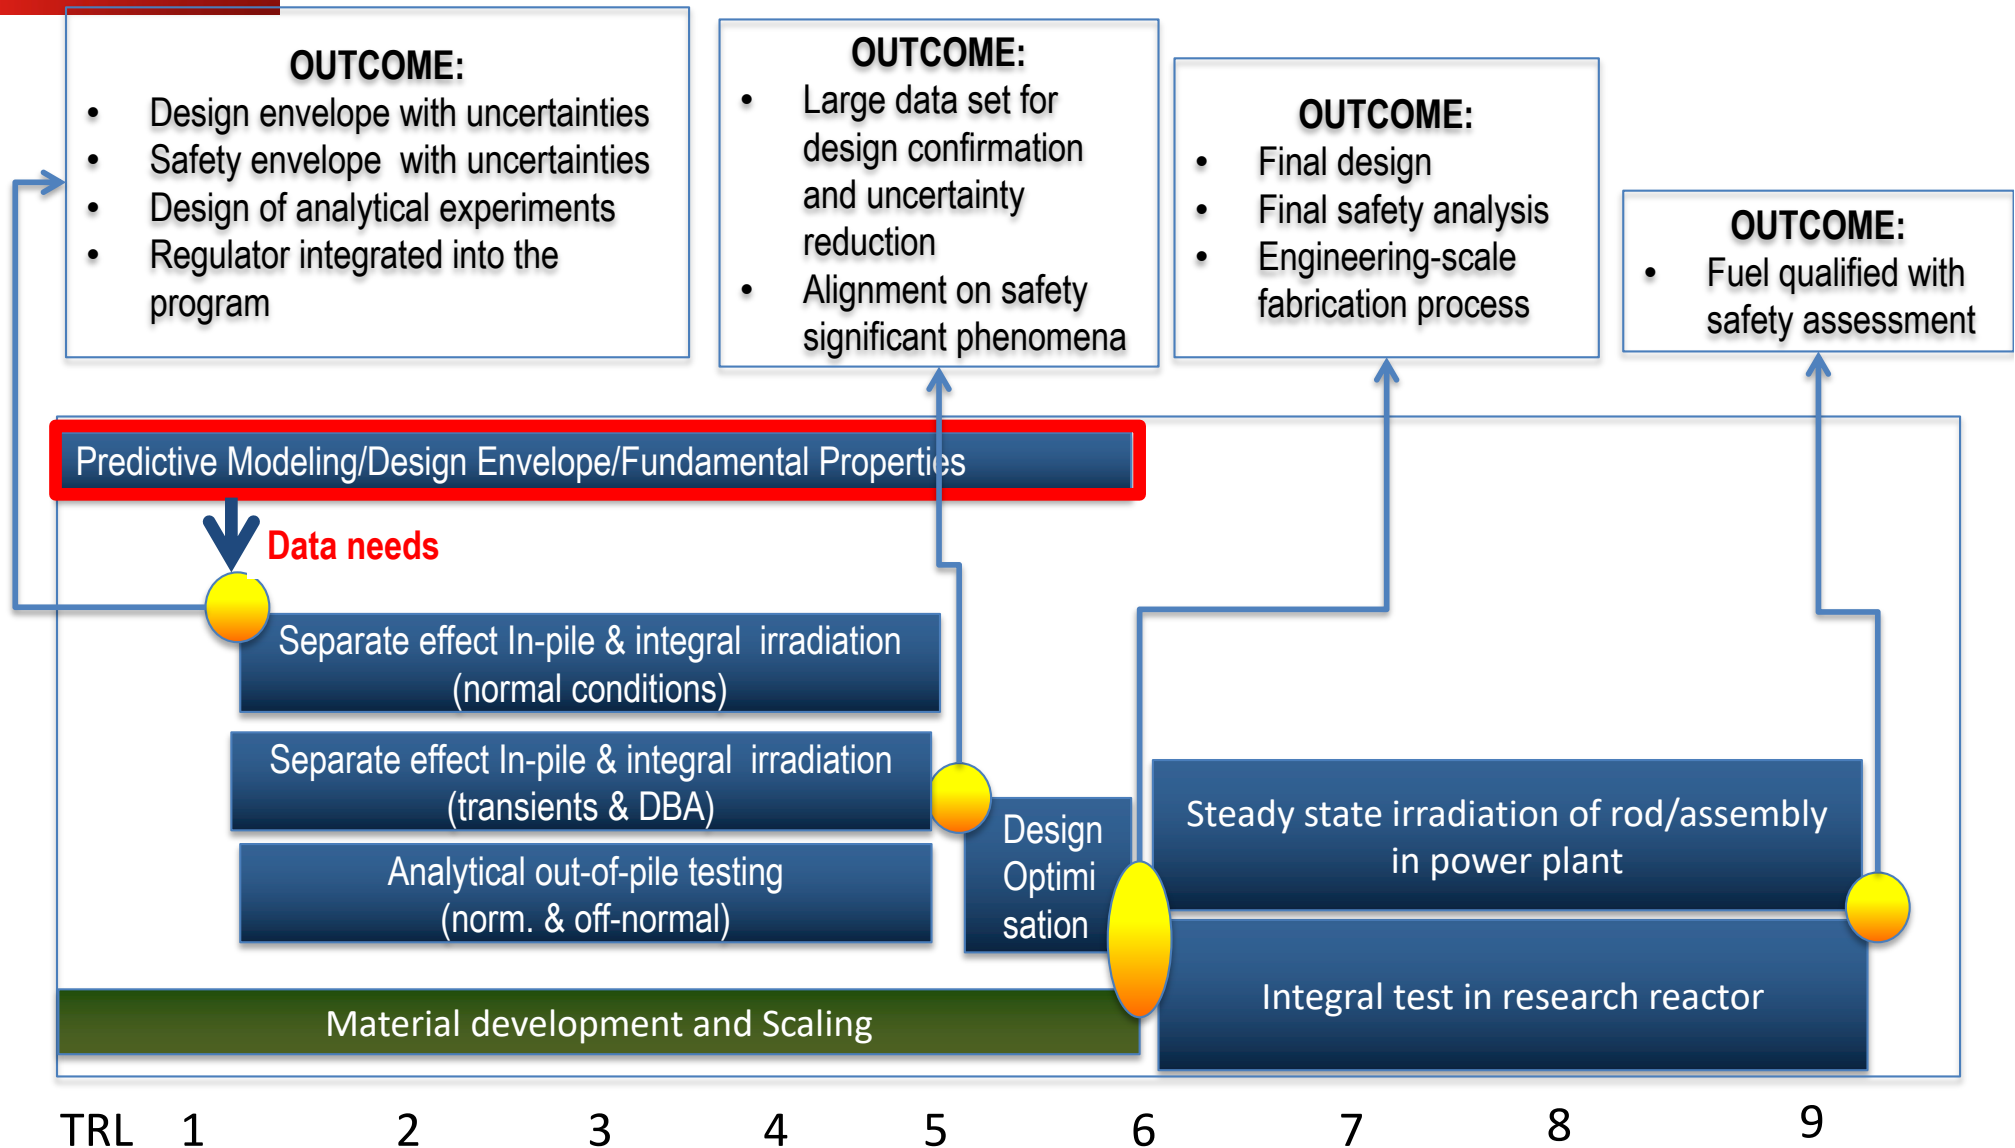 OUTCOME:
• Design envelope with uncertainties
• Safety envelope with uncertainties
• Design of analytical experiments
• Regulator integrated into the
program
OUTCOME:
• Large data set for
design confirmation
and uncertainty
reduction
• Alignment on safety
significant phenomena
OUTCOME:
• Final design
• Final safety analysis
• Engineering-scale
fabrication process
OUTCOME:
• Fuel qualified with
safety assessment
Predictive Modeling/Design Envelope/Fundamental Properties
Data needs
Separate effect In-pile & integral irradiation
(normal conditions)
Separate effect In-pile & integral irradiation
(transients & DBA)
Analytical out-of-pile testing
(norm. & off-normal)
Design
Optimi
sation
Steady state irradiation of rod/assembly
in power plant
Integral test in research reactor
Material development and Scaling
TRL 1 2 3 4 5 6 7 8 9